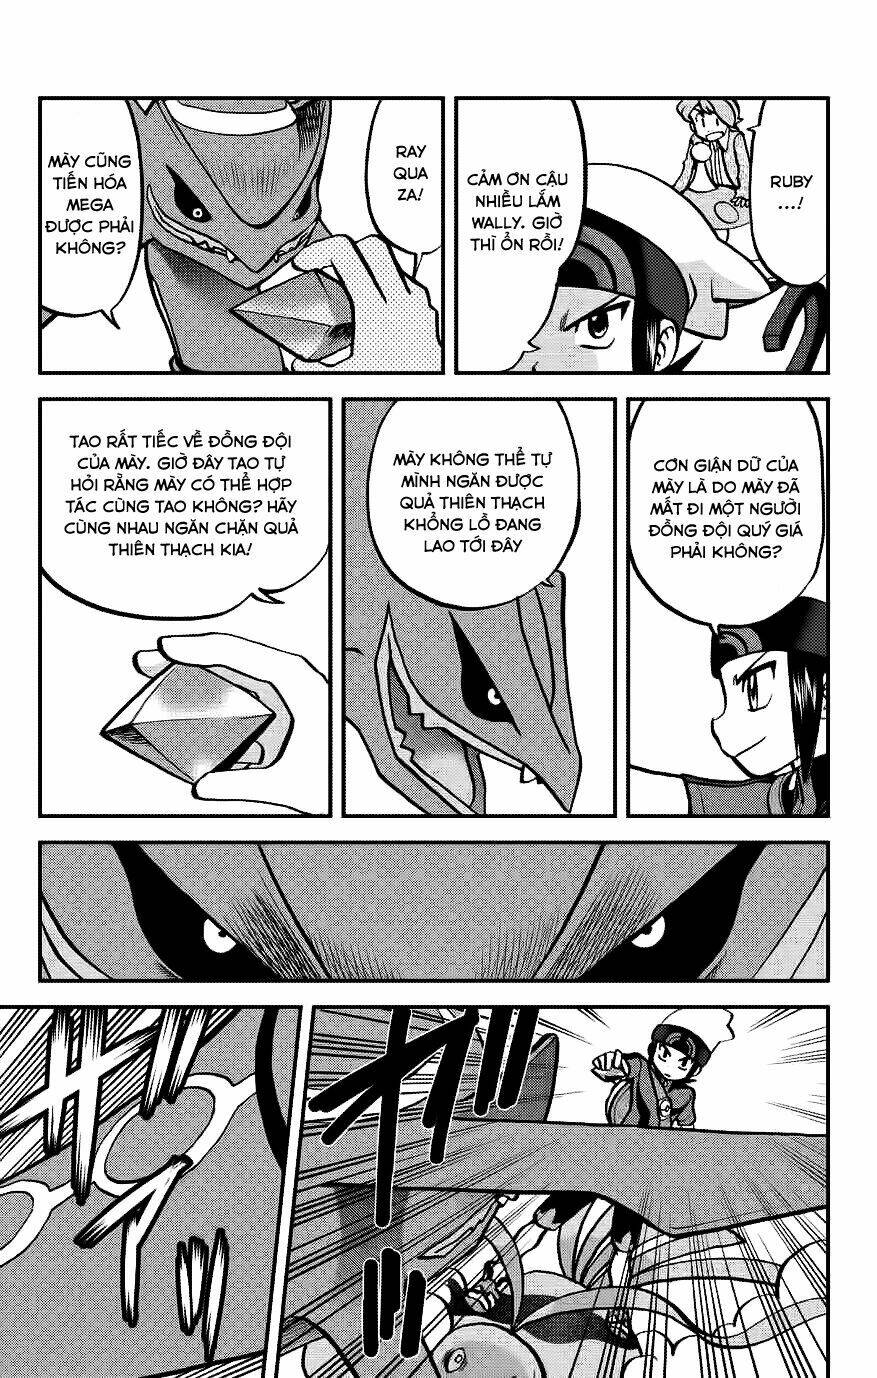 RUBY
...!
CẢM ƠN CẬU
NHIỀU LẮM
WALLY. GIỜ
THÌ ỔN RỒI!
RAY
QUA
ZA!
MÀY CŨNG
TIẾN HÓA
MEGA
ĐƯỢC PHẢI
KHÔNG?
CƠN GIẬN DỮ CỦA
MÀY LÀ DO MÀY ĐÃ
MẤT ĐI MỘT NGƯỜI
ĐỒNG ĐỘI QUÝ GIÁ
PHẢI KHÔNG?
MÀY KHÔNG THỂ TỰ
MÌNH NGĂN ĐƯỢC
QUẢ THIÊN THẠCH
KHỔNG LỒ ĐANG
LAO TỚI ĐÂY
TAO RẤT TIẾC VỀ ĐỒNG ĐỘI
CỦA MÀY. GIỜ ĐÂY TAO TỰ
HỎI RẰNG MÀY CÓ THỂ HỢP
TÁC CÙNG TAO KHÔNG? HÃY
CÙNG NHAU NGĂN CHẶN QUẢ
THIÊN THẠCH KIA!